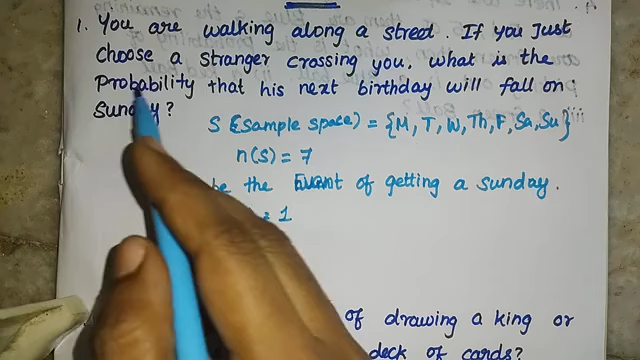 1. You are walking along a street. If you Just
Choose a stranger crossing you, what is the
Probability that his next birthday will fall on
Sunday?
S (sample space) = {M, T, W, Th, F, Sa, Su}
n(s) = 7
be the Event of getting a sunday.
= 1
of drawing a king or
deck of cards?